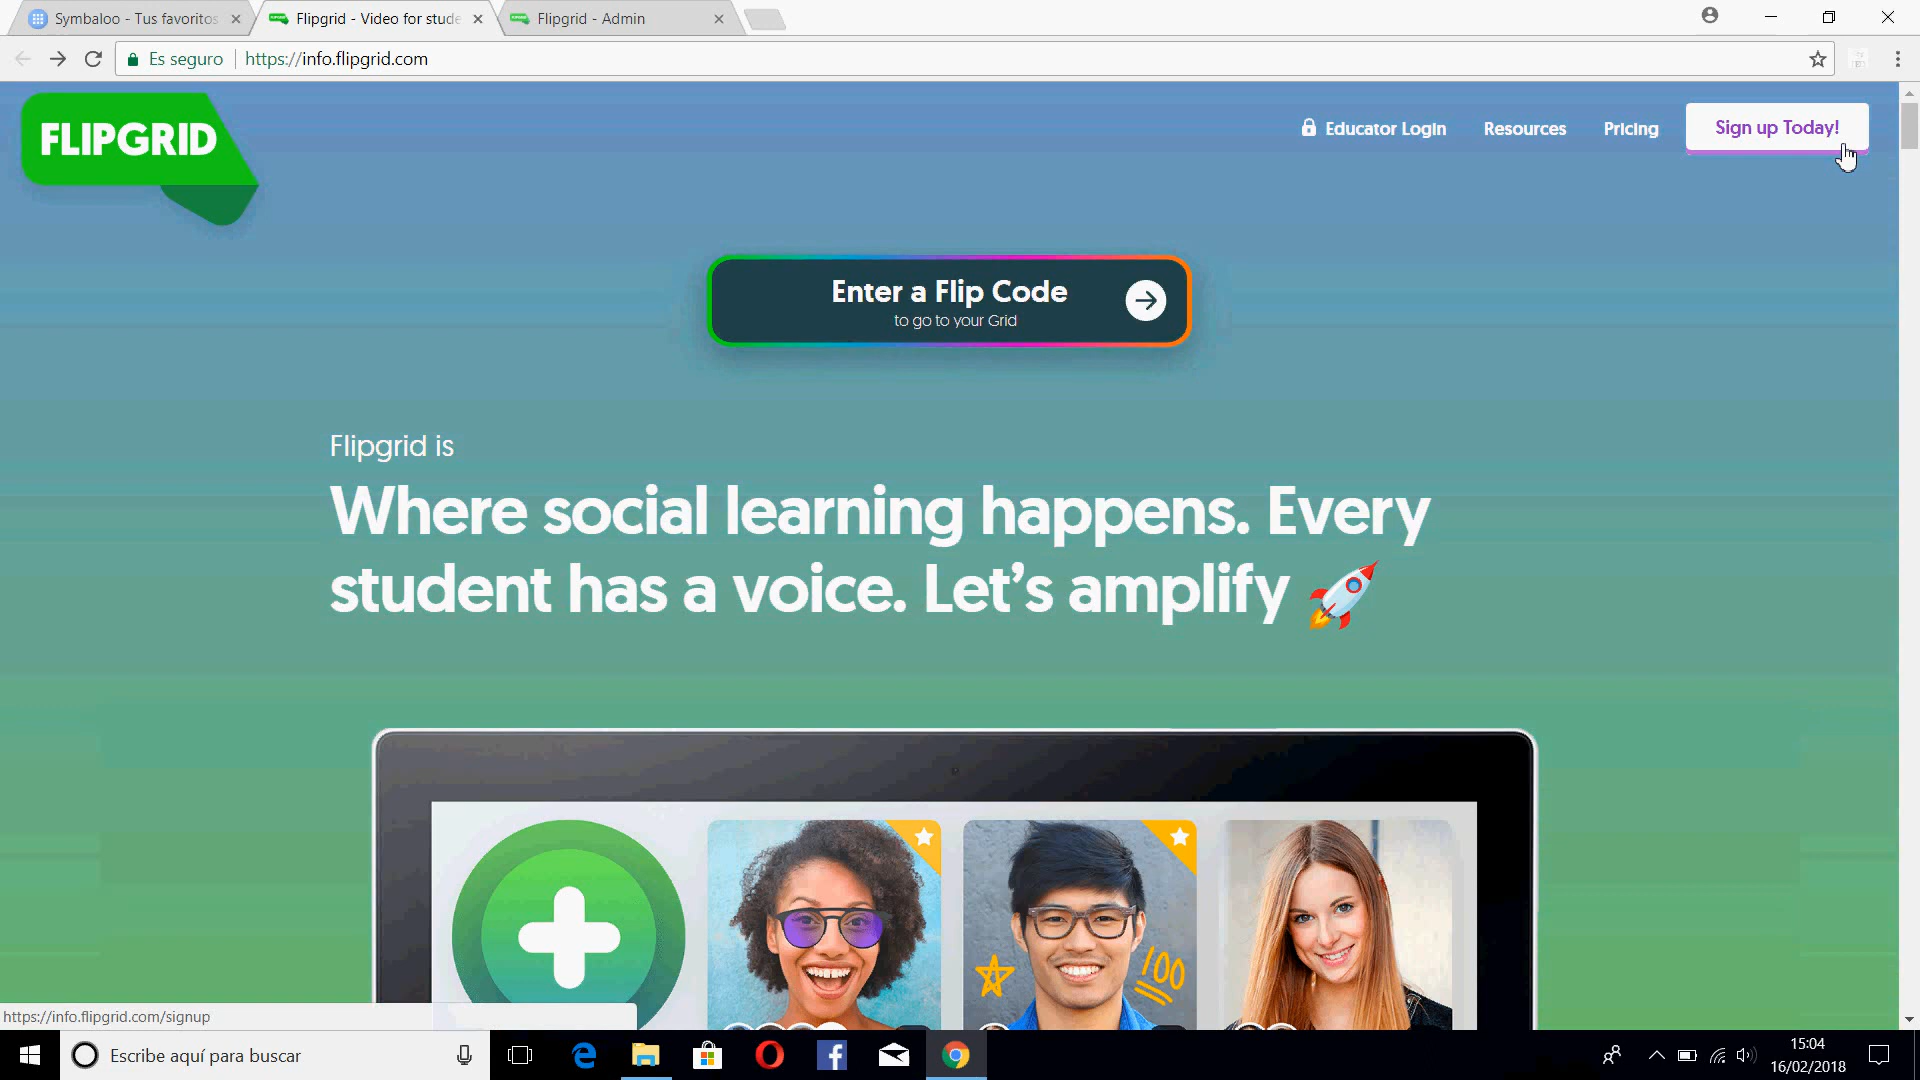 Symbaloo - Tus favoritos
Flipgrid - Video for stude
Flipgrid - Admin
Es seguro
https://info.flipgrid.com
FLIPGRID
Educator Login
Resources
Pricing
Sign up Today!
Enter a Flip Code
to go to your Grid
Flipgrid is
Where social learning happens. Every
student has a voice. Let's amplify
100
https://info.flipgrid.com/signup
Escribe aquí para buscar
15:04
16/02/2018